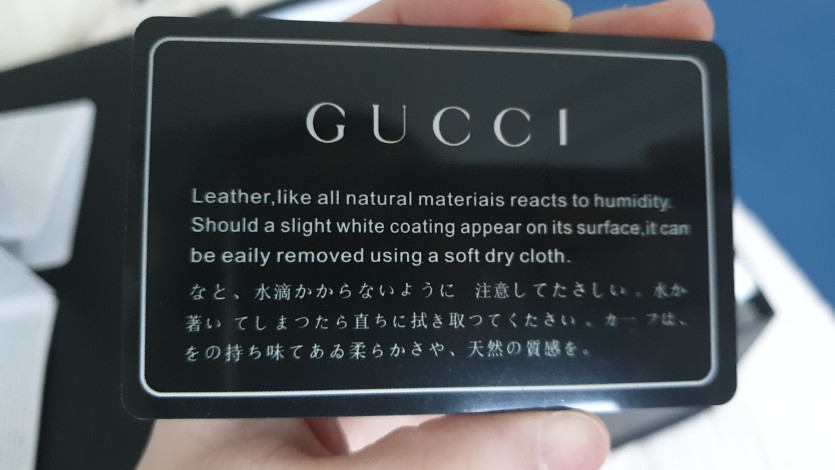 GUCCI
Leather,like all natural materiais reacts to humidity.
Should a slight white coating appear on its surface,it can
be eaily removed using a soft dry cloth.
なと、水滴かからないように 注意してたさしい。水か
著い てしまつたら直ちに拭き取つてくたさい。カーフは、
をの持ち味てあゐ柔らかさや、天然の質感を。